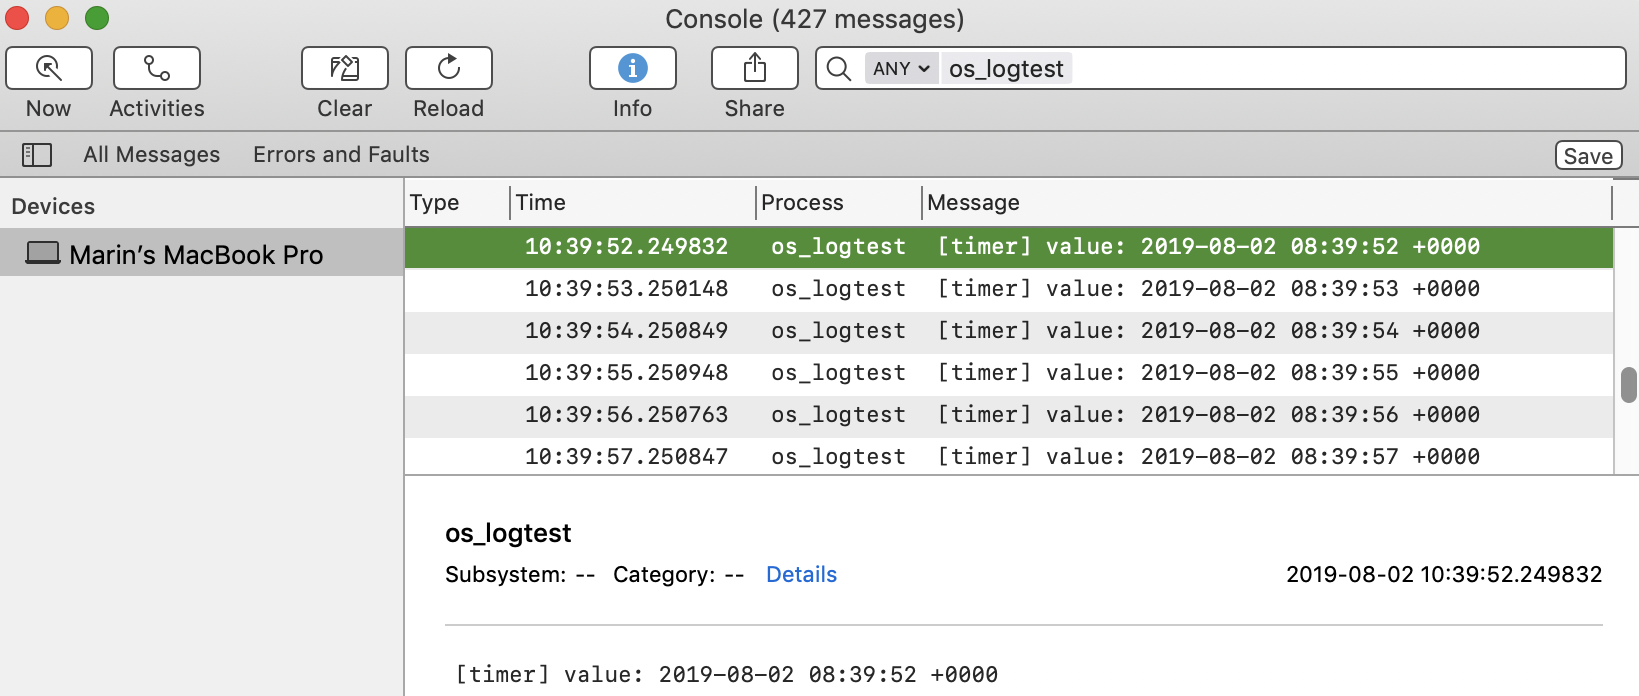 Console (427 messages)
Now Activities Clear Reload Info Share ANY os_logtest
All Messages Errors and Faults Save
Devices
Marin’s MacBook Pro
Type Time Process Message
10:39:52.249832 os_logtest [timer] value: 2019-08-02 08:39:52 +0000
10:39:53.250148 os_logtest [timer] value: 2019-08-02 08:39:53 +0000
10:39:54.250849 os_logtest [timer] value: 2019-08-02 08:39:54 +0000
10:39:55.250948 os_logtest [timer] value: 2019-08-02 08:39:55 +0000
10:39:56.250763 os_logtest [timer] value: 2019-08-02 08:39:56 +0000
10:39:57.250847 os_logtest [timer] value: 2019-08-02 08:39:57 +0000
os_logtest
Subsystem: -- Category: -- Details 2019-08-02 10:39:52.249832
[timer] value: 2019-08-02 08:39:52 +0000